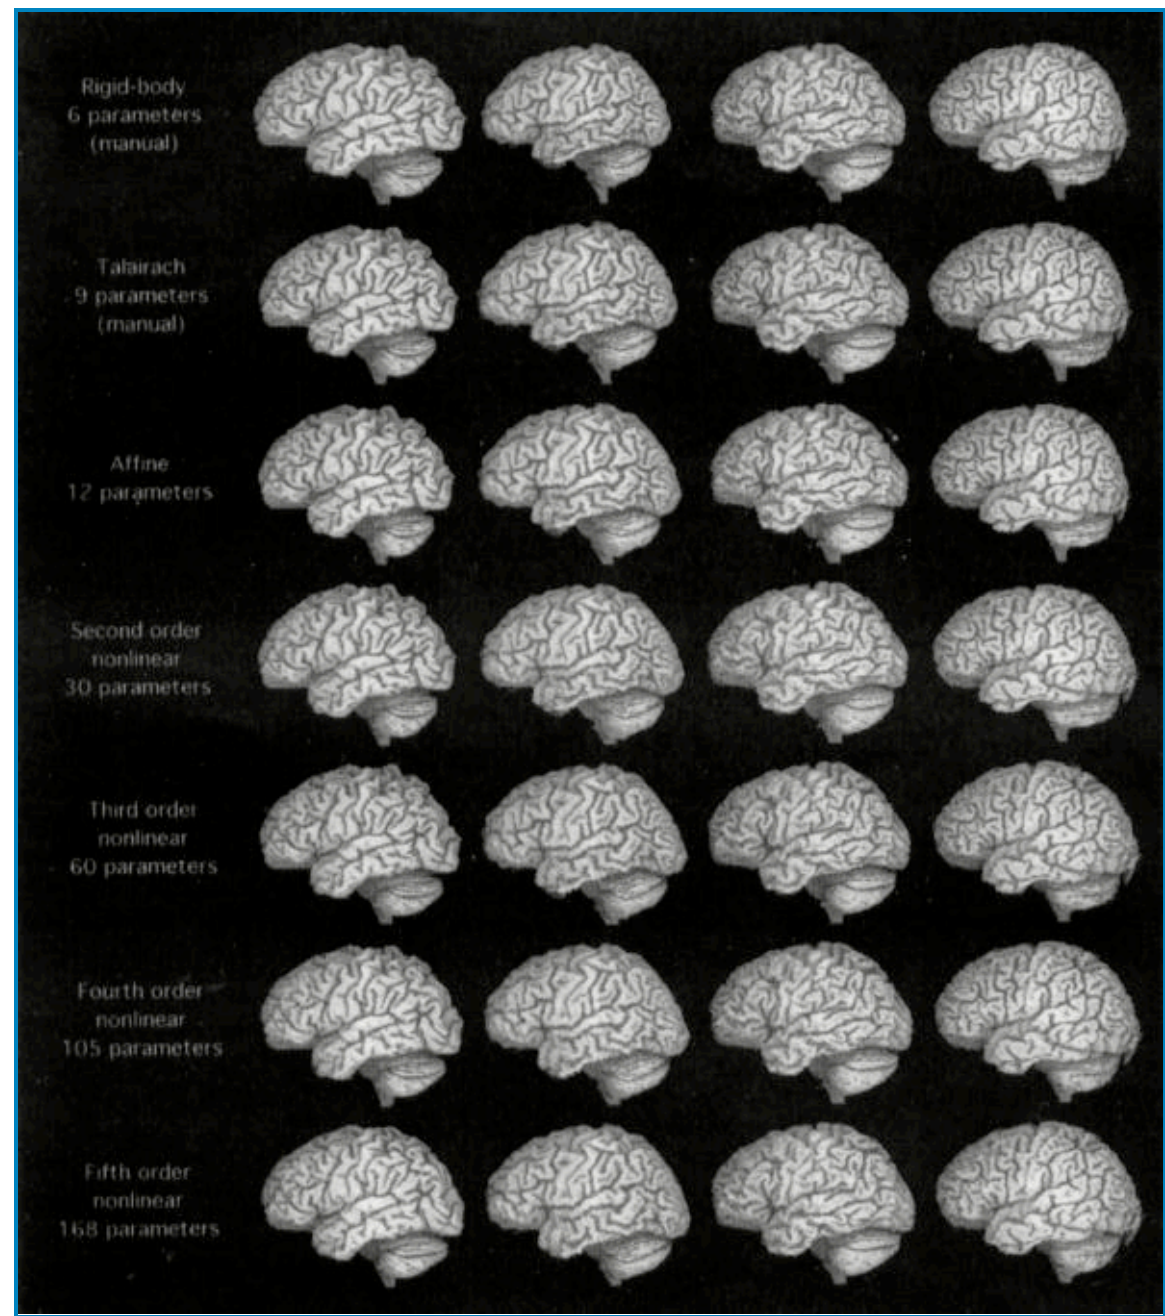 Rigid-body
6 parameters
(manual)
Talairach
9 parameters
(manual)
Affine
12 parameters
Second order
nonlinear
30 parameters
Third order
nonlinear
60 parameters
Fourth order
nonlinear
105 parameters
Fifth order
nonlinear
168 parameters